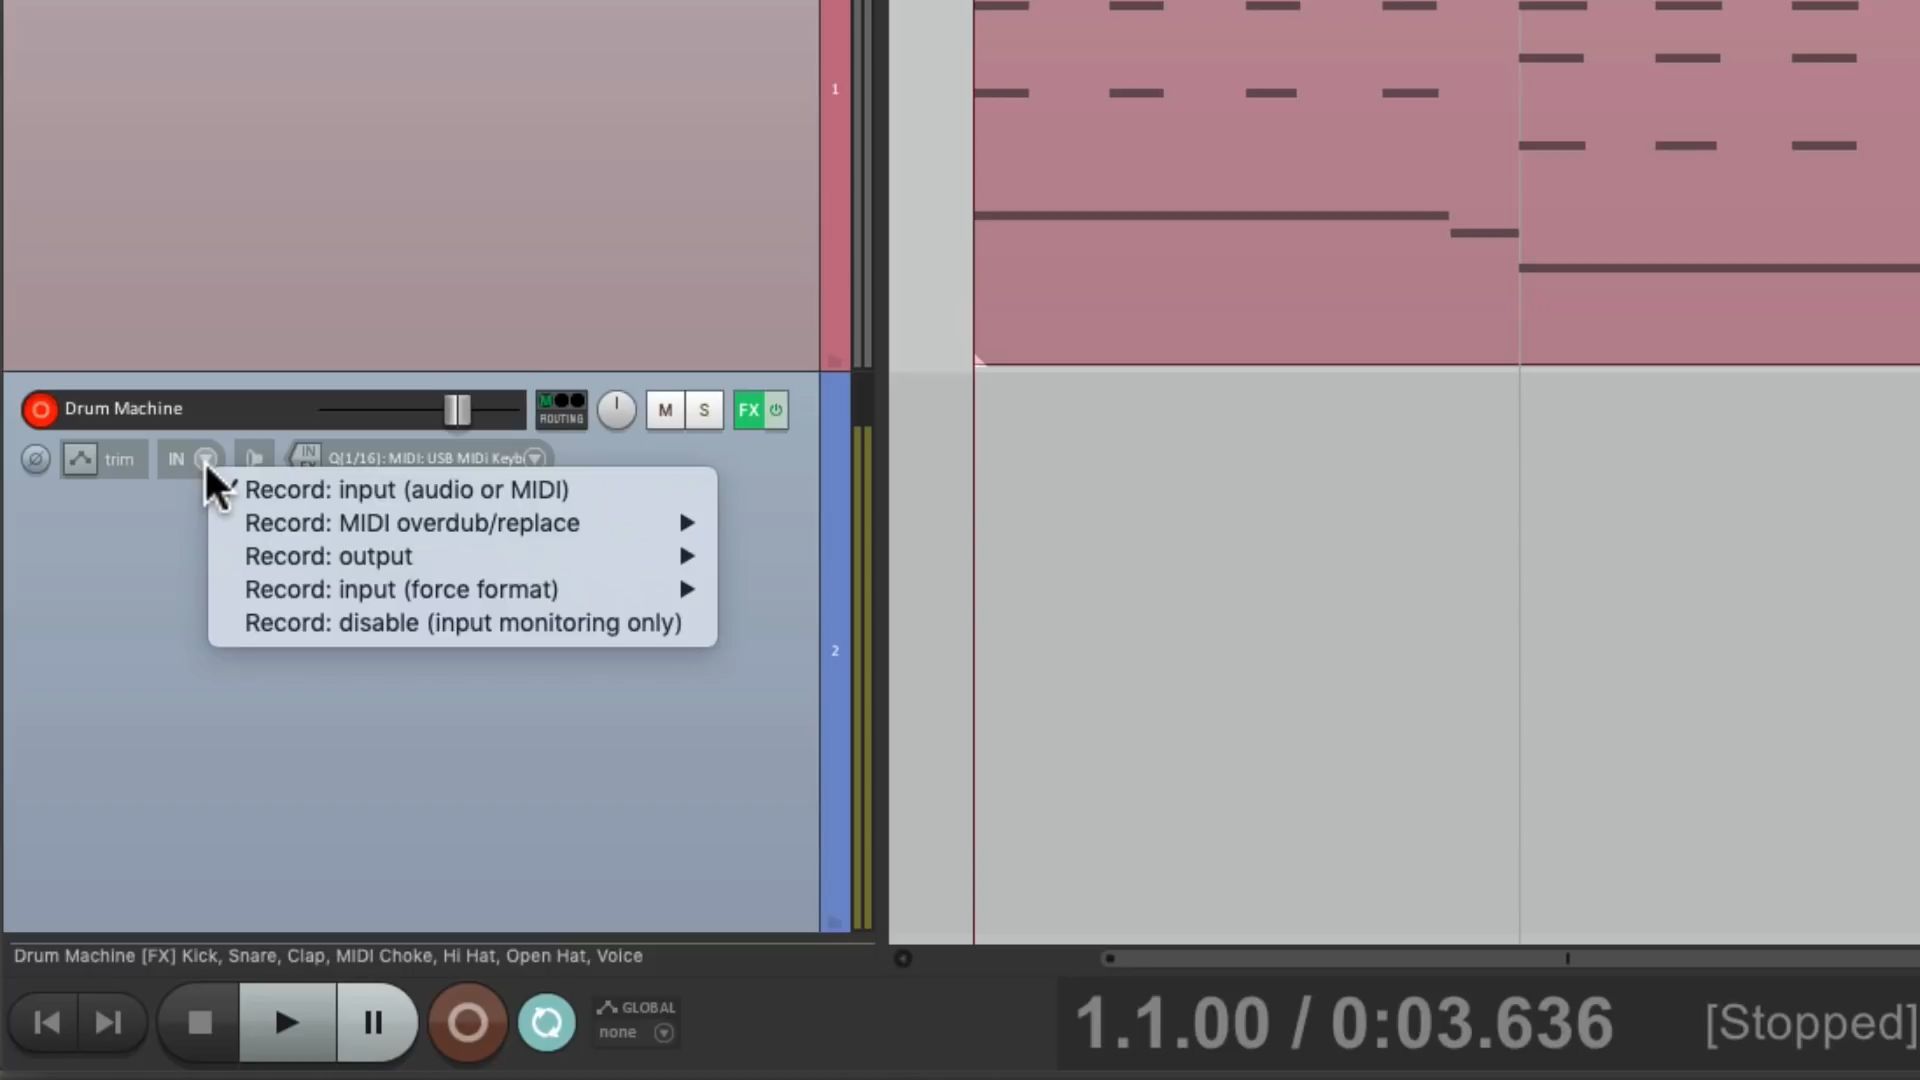 1
Drum Machine
ROUTING
M
S
FX
trim
IN
IN
Q[1/16]: MIDI: USB MIDI Keyb
Record: input (audio or MIDI)
Record: MIDI overdub/replace
Record: output
Record: input (force format)
Record: disable (input monitoring only)
2
Drum Machine [FX] Kick, Snare, Clap, MIDI Choke, Hi Hat, Open Hat, Voice
GLOBAL
none
1.1.00 / 0:03.636
[Stopped]